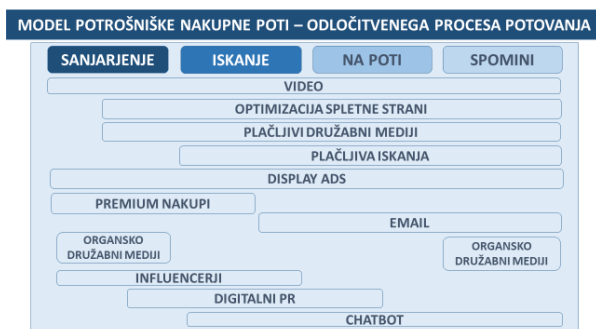 MODEL POTROŠNIŠKE NAKUPNE POTI – ODLOČITVENEGA PROCESA POTOVANJA
SANJARJENJE ISKANJE NA POTI SPOMINI
VIDEO
OPTIMIZACIJA SPLETNE STRANI
PLAČLJIVI DRUŽABNI MEDIJI
PLAČLJIVA ISKANJA
DISPLAY ADS
PREMIUM NAKUPI
EMAIL
ORGANSKO
DRUŽABNI MEDIJI
ORGANSKO
DRUŽABNI MEDIJI
INFLUENCERJI
DIGITALNI PR
CHATBOT